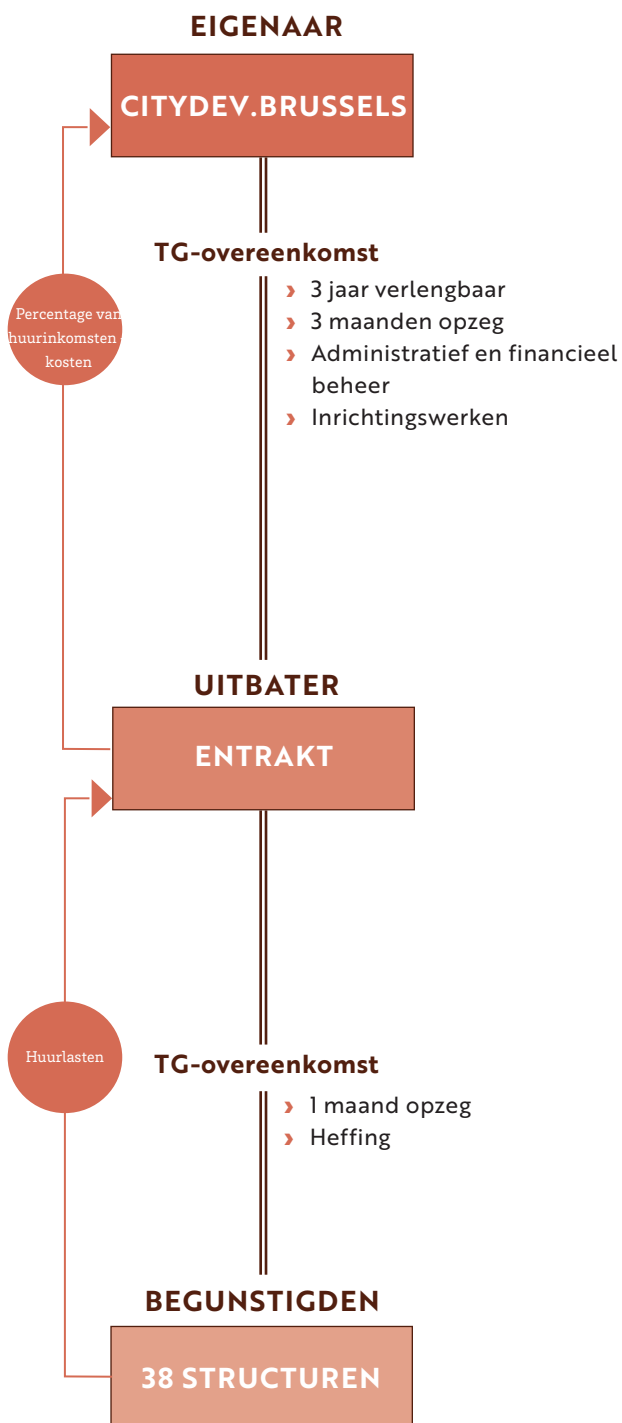 EIGENAAR
CITYDEV.BRUSSELS
TG-overeenkomst
› 3 jaar verlengbaar
› 3 maanden opzeg
› Administratief en financieel
beheer
› Inrichtingswerken
Percentage van
huurinkomsten
kosten
UITBATER
ENTRAKT
Huurlasten
TG-overeenkomst
› 1 maand opzeg
› Heffing
BEGUNSTIGDEN
38 STRUCTUREN